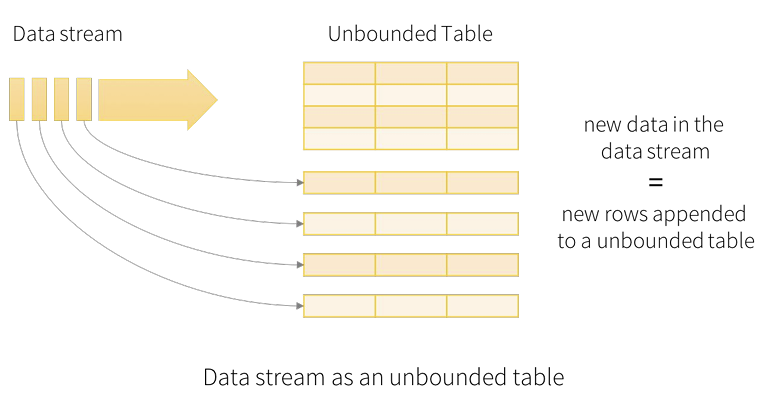 Data stream
Unbounded Table
new data in the
data stream
=
new rows appended
to a unbounded table
Data stream as an unbounded table